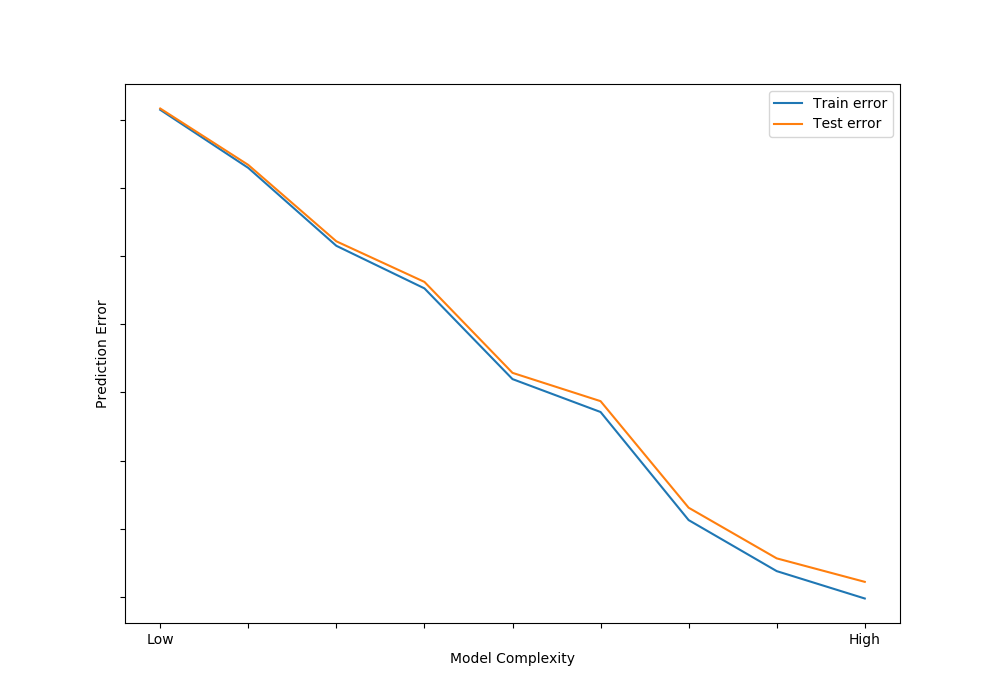 Train error
Test error
Prediction Error
Low
High
Model Complexity